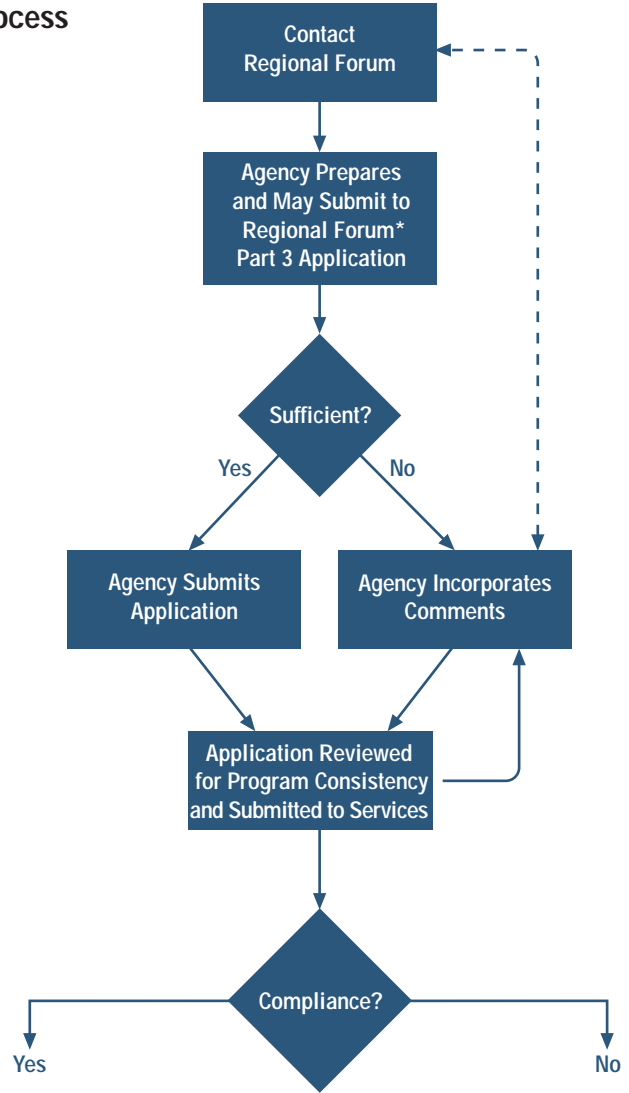 Contact
Regional Forum
Agency Prepares
and May Submit to
Regional Forum*
Part 3 Application
Sufficient?
Yes
No
Agency Submits
Application
Agency Incorporates
Comments
Application Reviewed
for Program Consistency
and Submitted to Services
Compliance?
Yes
No